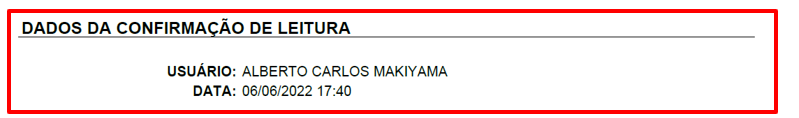 DADOS DA CONFIRMAÇÃO DE LEITURA
USUÁRIO: ALBERTO CARLOS MAKIYAMA
DATA: 06/06/2022 17:40